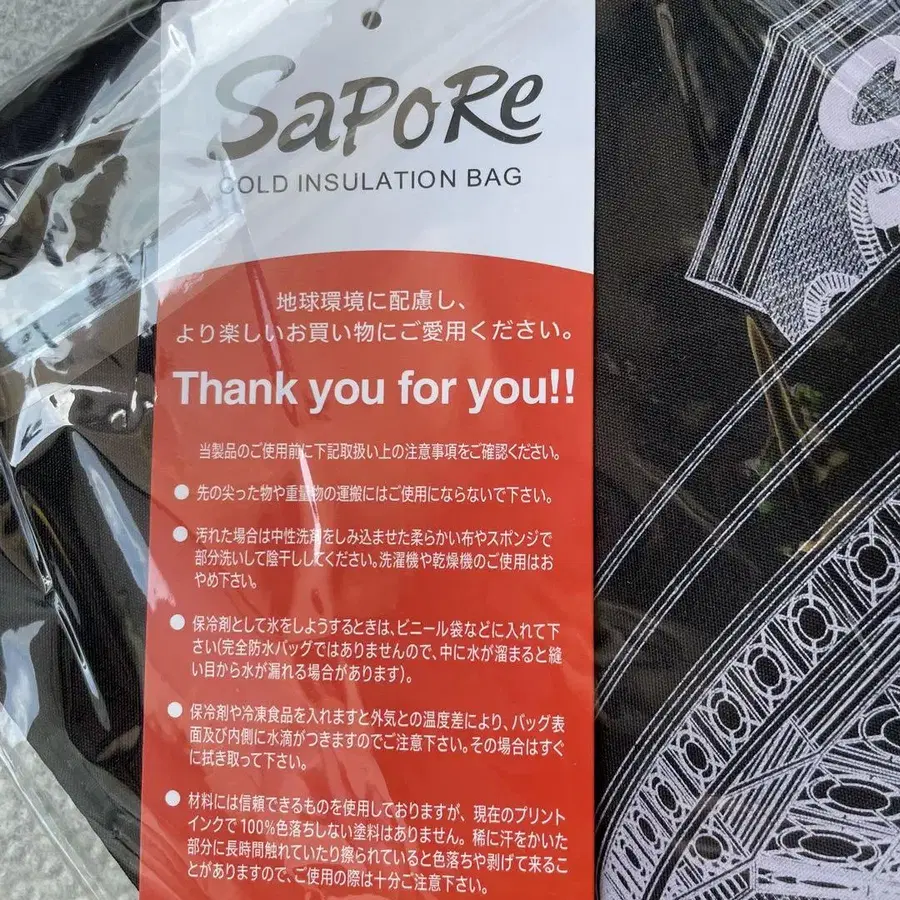 SaPoRe
COLD INSULATION BAG
地球環境に配慮し、
より楽しいお買い物にご愛用ください。
Thank you for you!!
当製品のご使用前に下記取扱い上の注意事項をご確認ください。
● 先の尖った物や重量物の運搬にはご使用にならないで下さい。
● 汚れた場合は中性洗剤をしみ込ませた柔らかい布やスポンジで
部分洗いして陰干ししてください。洗濯機や乾燥機のご使用はお
やめ下さい。
● 保冷剤として氷をしようするときは、ビニール袋などに入れて下
さい(完全防水バッグではありませんので、中に水が溜まると縫
い目から水が漏れる場合があります)。
● 保冷剤や冷凍食品を入れますと外気との温度差により、バッグ表
面及び内側に水滴がつきますのでご注意下さい。その場合はすぐ
に拭き取って下さい。
● 材料には信頼できるものを使用しておりますが、現在のプリント
インクで100%色落ちしない塗料はありません。稀に汗をかいた
部分に長時間触れていたり擦られていると色落ちや剥げて来るこ
とがありますので、ご使用の際は十分ご注意下さい。